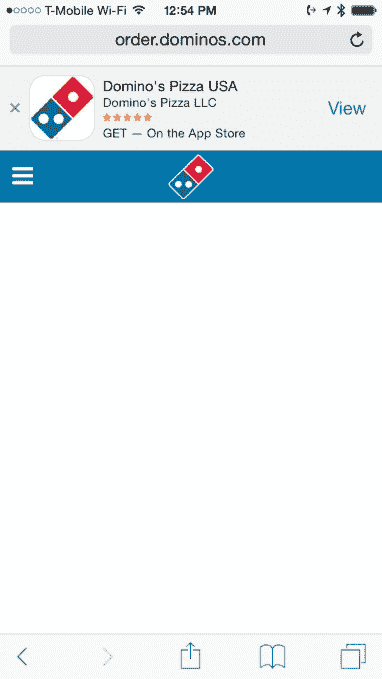 T-Mobile Wi-Fi 12:54 PM
order.dominos.com
Domino's Pizza USA
Domino's Pizza LLC
GET — On the App Store
View